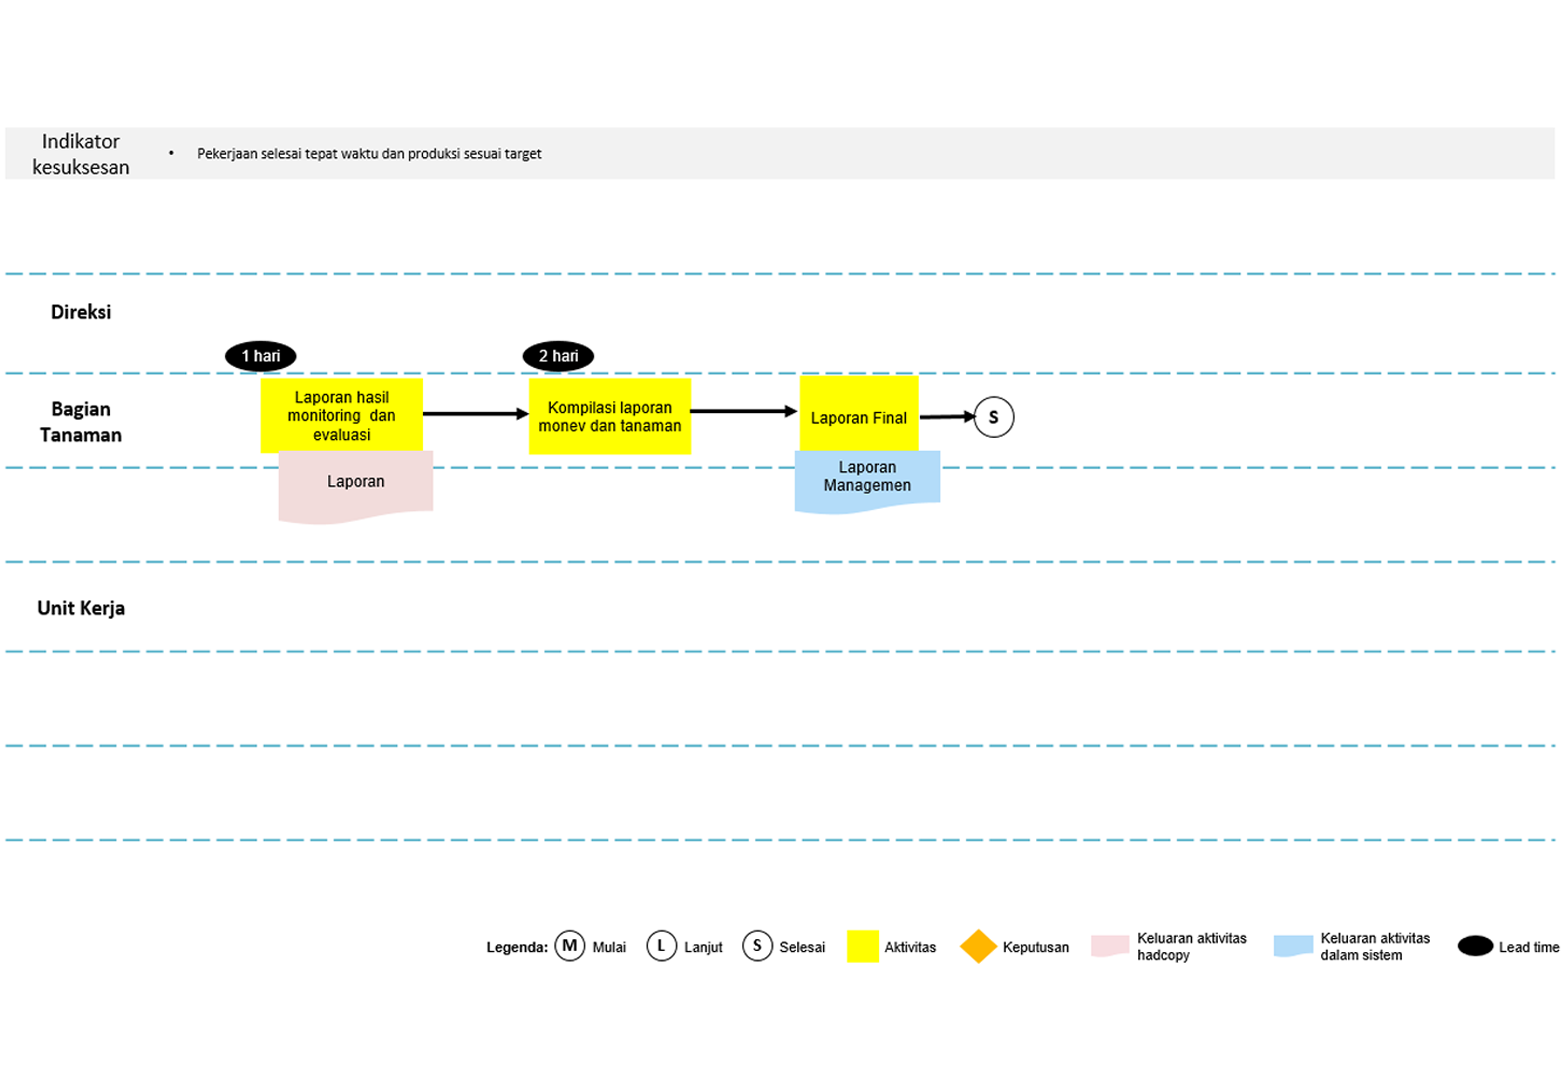 Indikator
kesuksesan
• Pekerjaan selesai tepat waktu dan produksi sesuai target
Direksi
1 hari
2 hari
Bagian
Tanaman
Laporan hasil
monitoring dan
evaluasi
Kompilasi laporan
monev dan tanaman
Laporan Final
S
Laporan
Laporan
Managemen
Unit Kerja
Legenda:
M
Mulai
L
Lanjut
S
Selesai
Aktivitas
Keputusan
Keluaran aktivitas
hadcopy
Keluaran aktivitas
dalam sistem
Lead time